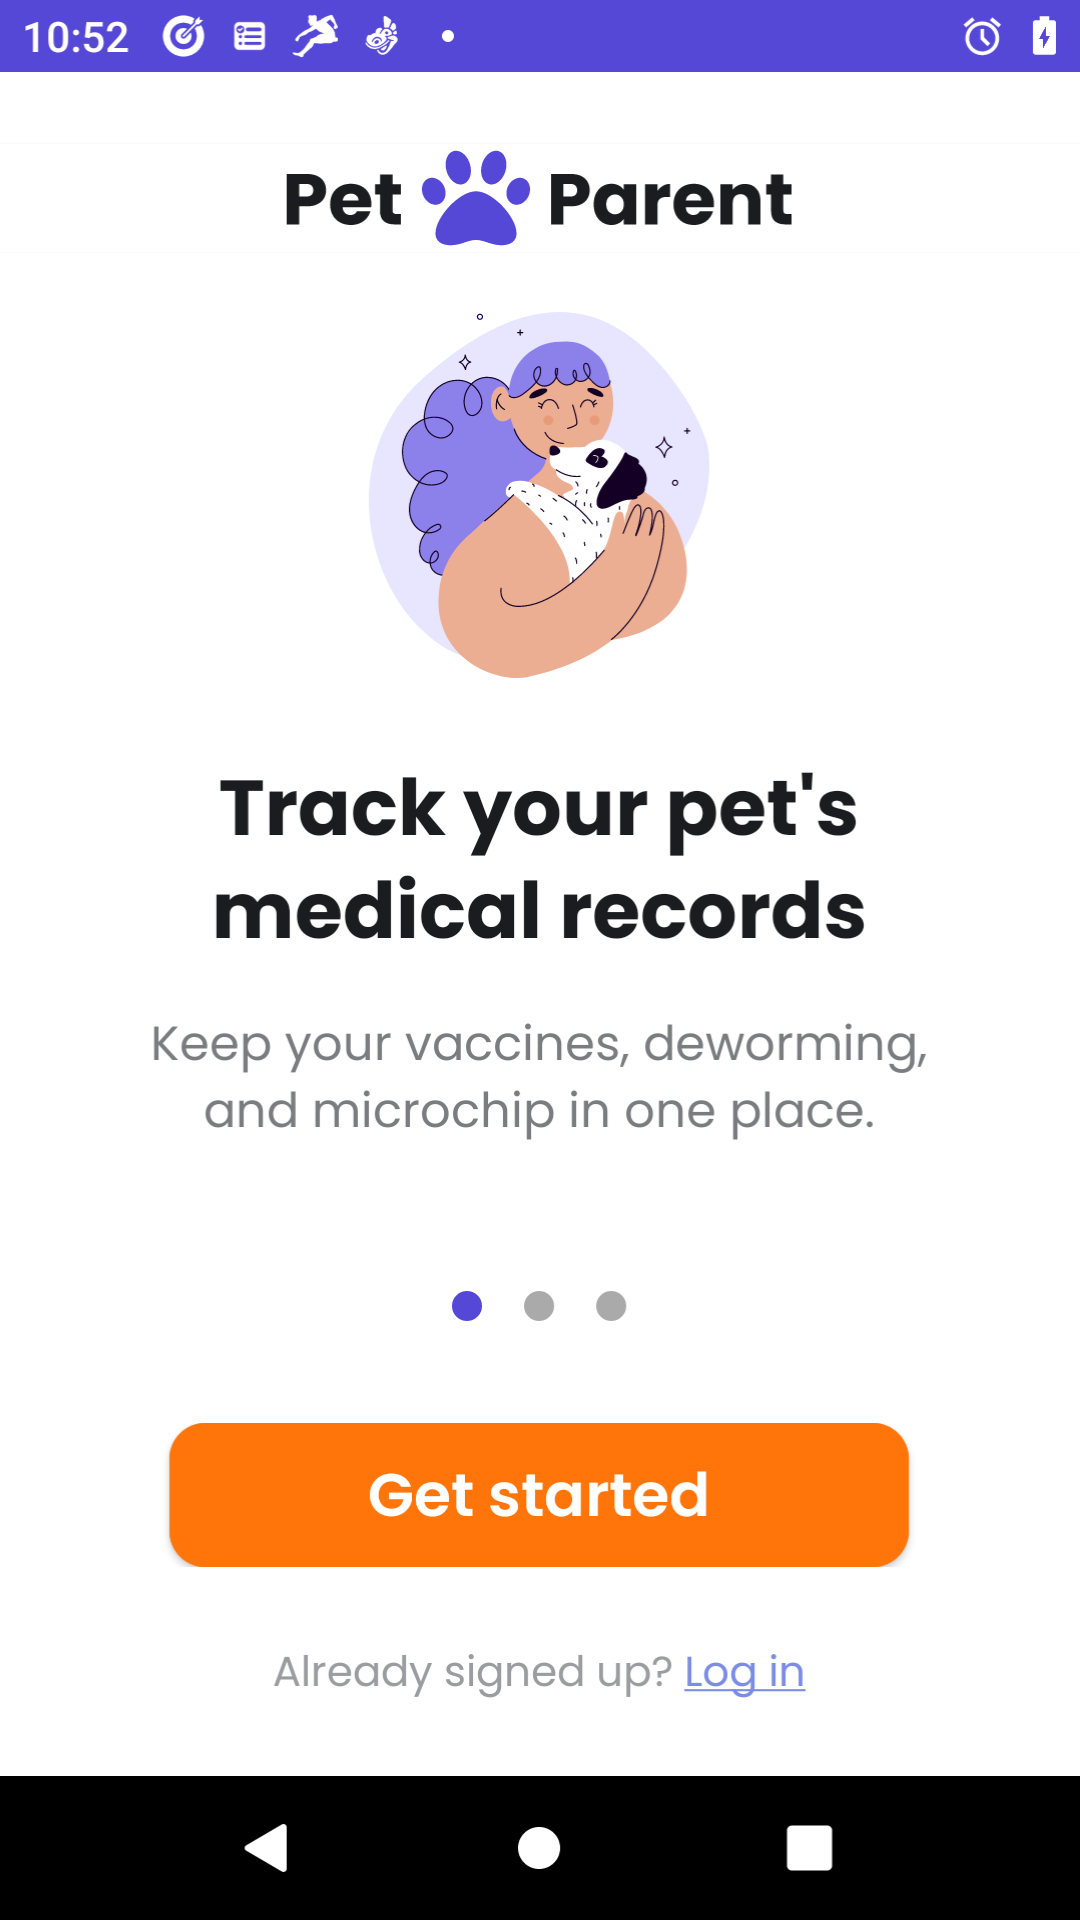 10:52
Pet Parent
Track your pet's
medical records
Keep your vaccines, deworming,
and microchip in one place.
Get started
Already signed up? Log in